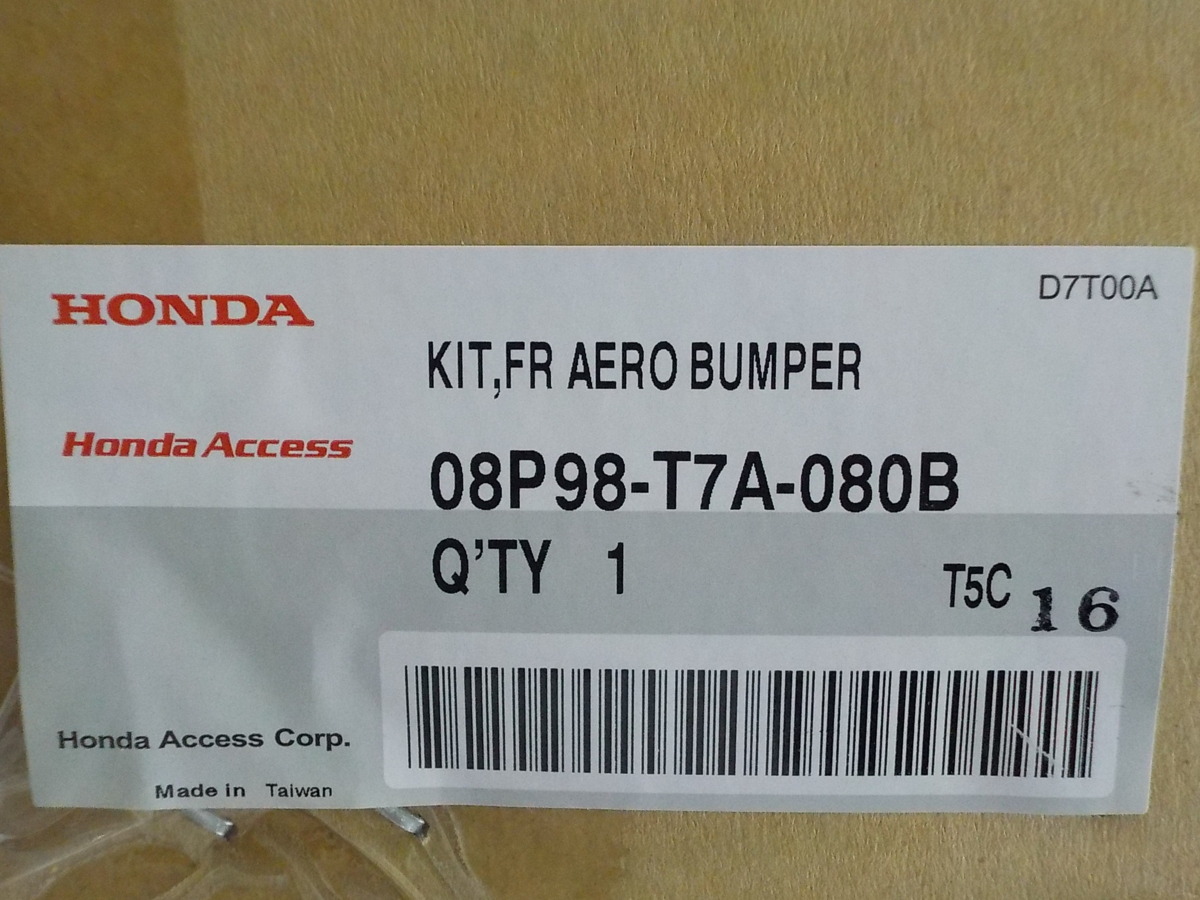 HONDA
D7T00A
KIT,FR AERO BUMPER
Honda Access
08P98-T7A-080B
Q'TY 1
T5C 16
Honda Access Corp.
Made in Taiwan